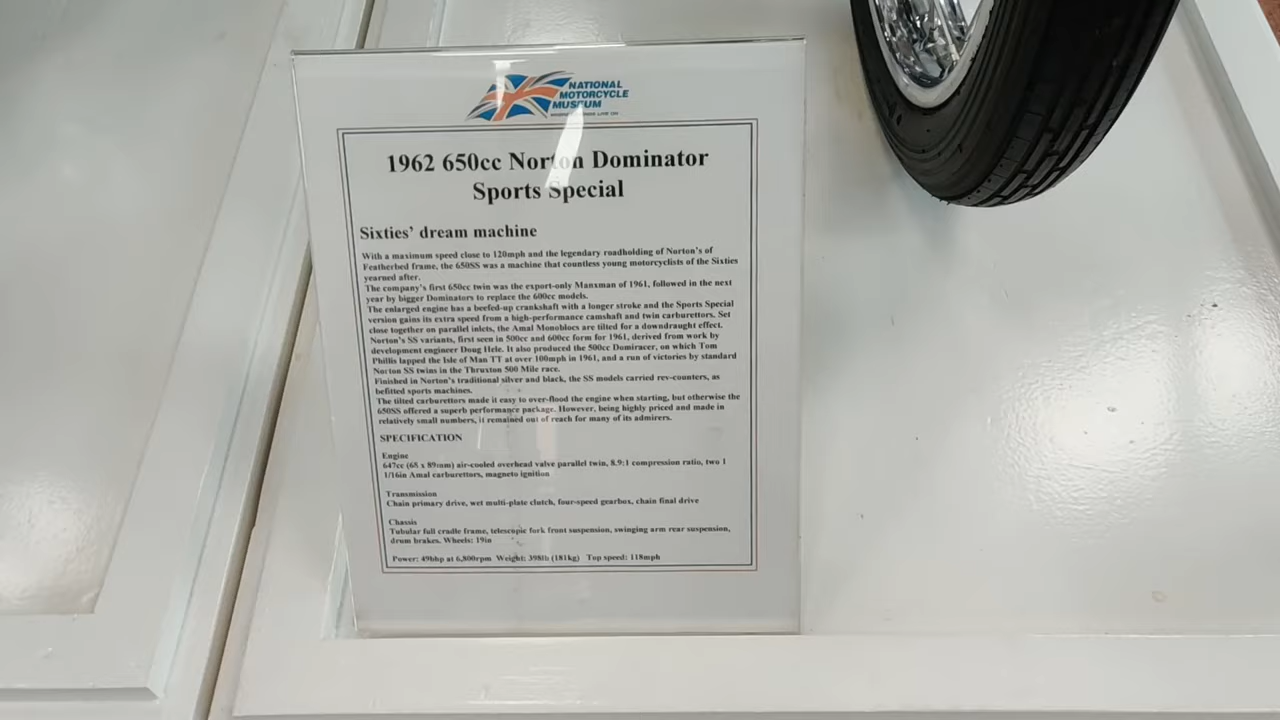 NATIONAL
MOTORCYCLE
MUSEUM
1962 650cc Norton Dominator
Sports Special
Sixties' dream machine
With a maximum speed close to 120mph and the legendary roadholding of Norton's of
Featherbed frame, the 650SS was a machine that countless young motorcyclists of the Sixties
yearned after.
The company's first 650cc twin was the export-only Manxman of 1961, followed in the next
year by bigger Dominators to replace the 600cc models.
The enlarged engine has a beefed-up crankshaft with a longer stroke and the Sports Special
version gains its extra speed from a high-performance camshaft and twin carburettors. Set
close together on parallel inlets, the Amal Monoblocs are tilted for a downdraught effect.
Norton's SS variants, first seen in 500cc and 600cc form for 1961, derived from work by
development engineer Doug Hele. It also produced the 500cc Domiracer, on which Tom
Phillis lapped the Isle of Man TT at over 100mph in 1961, and a run of victories by standard
Norton SS twins in the Thruxton 500 Mile race.
Finished in Norton's traditional silver and black, the SS models carried rev-counters, as
befitted sports machines.
The tilted carburettors made it easy to over-flood the engine when starting, but otherwise the
650SS offered a superb performance package. However, being highly priced and made in
relatively small numbers, it remained out of reach for many of its admirers.
SPECIFICATION
Engine
647cc (68 x 89mm) air-cooled overhead valve parallel twin, 8.9:1 compression ratio, two 1
1/16in Amal carburettors, magneto ignition
Transmission
Chain primary drive, wet multi-plate clutch, four-speed gearbox, chain final drive
Chassis
Tubular full cradle frame, telescopic fork front suspension, swinging arm rear suspension,
drum brakes. Wheels: 19in
Power: 49bhp at 6,800rpm Weight: 398lb (181kg) Top speed: 118mph